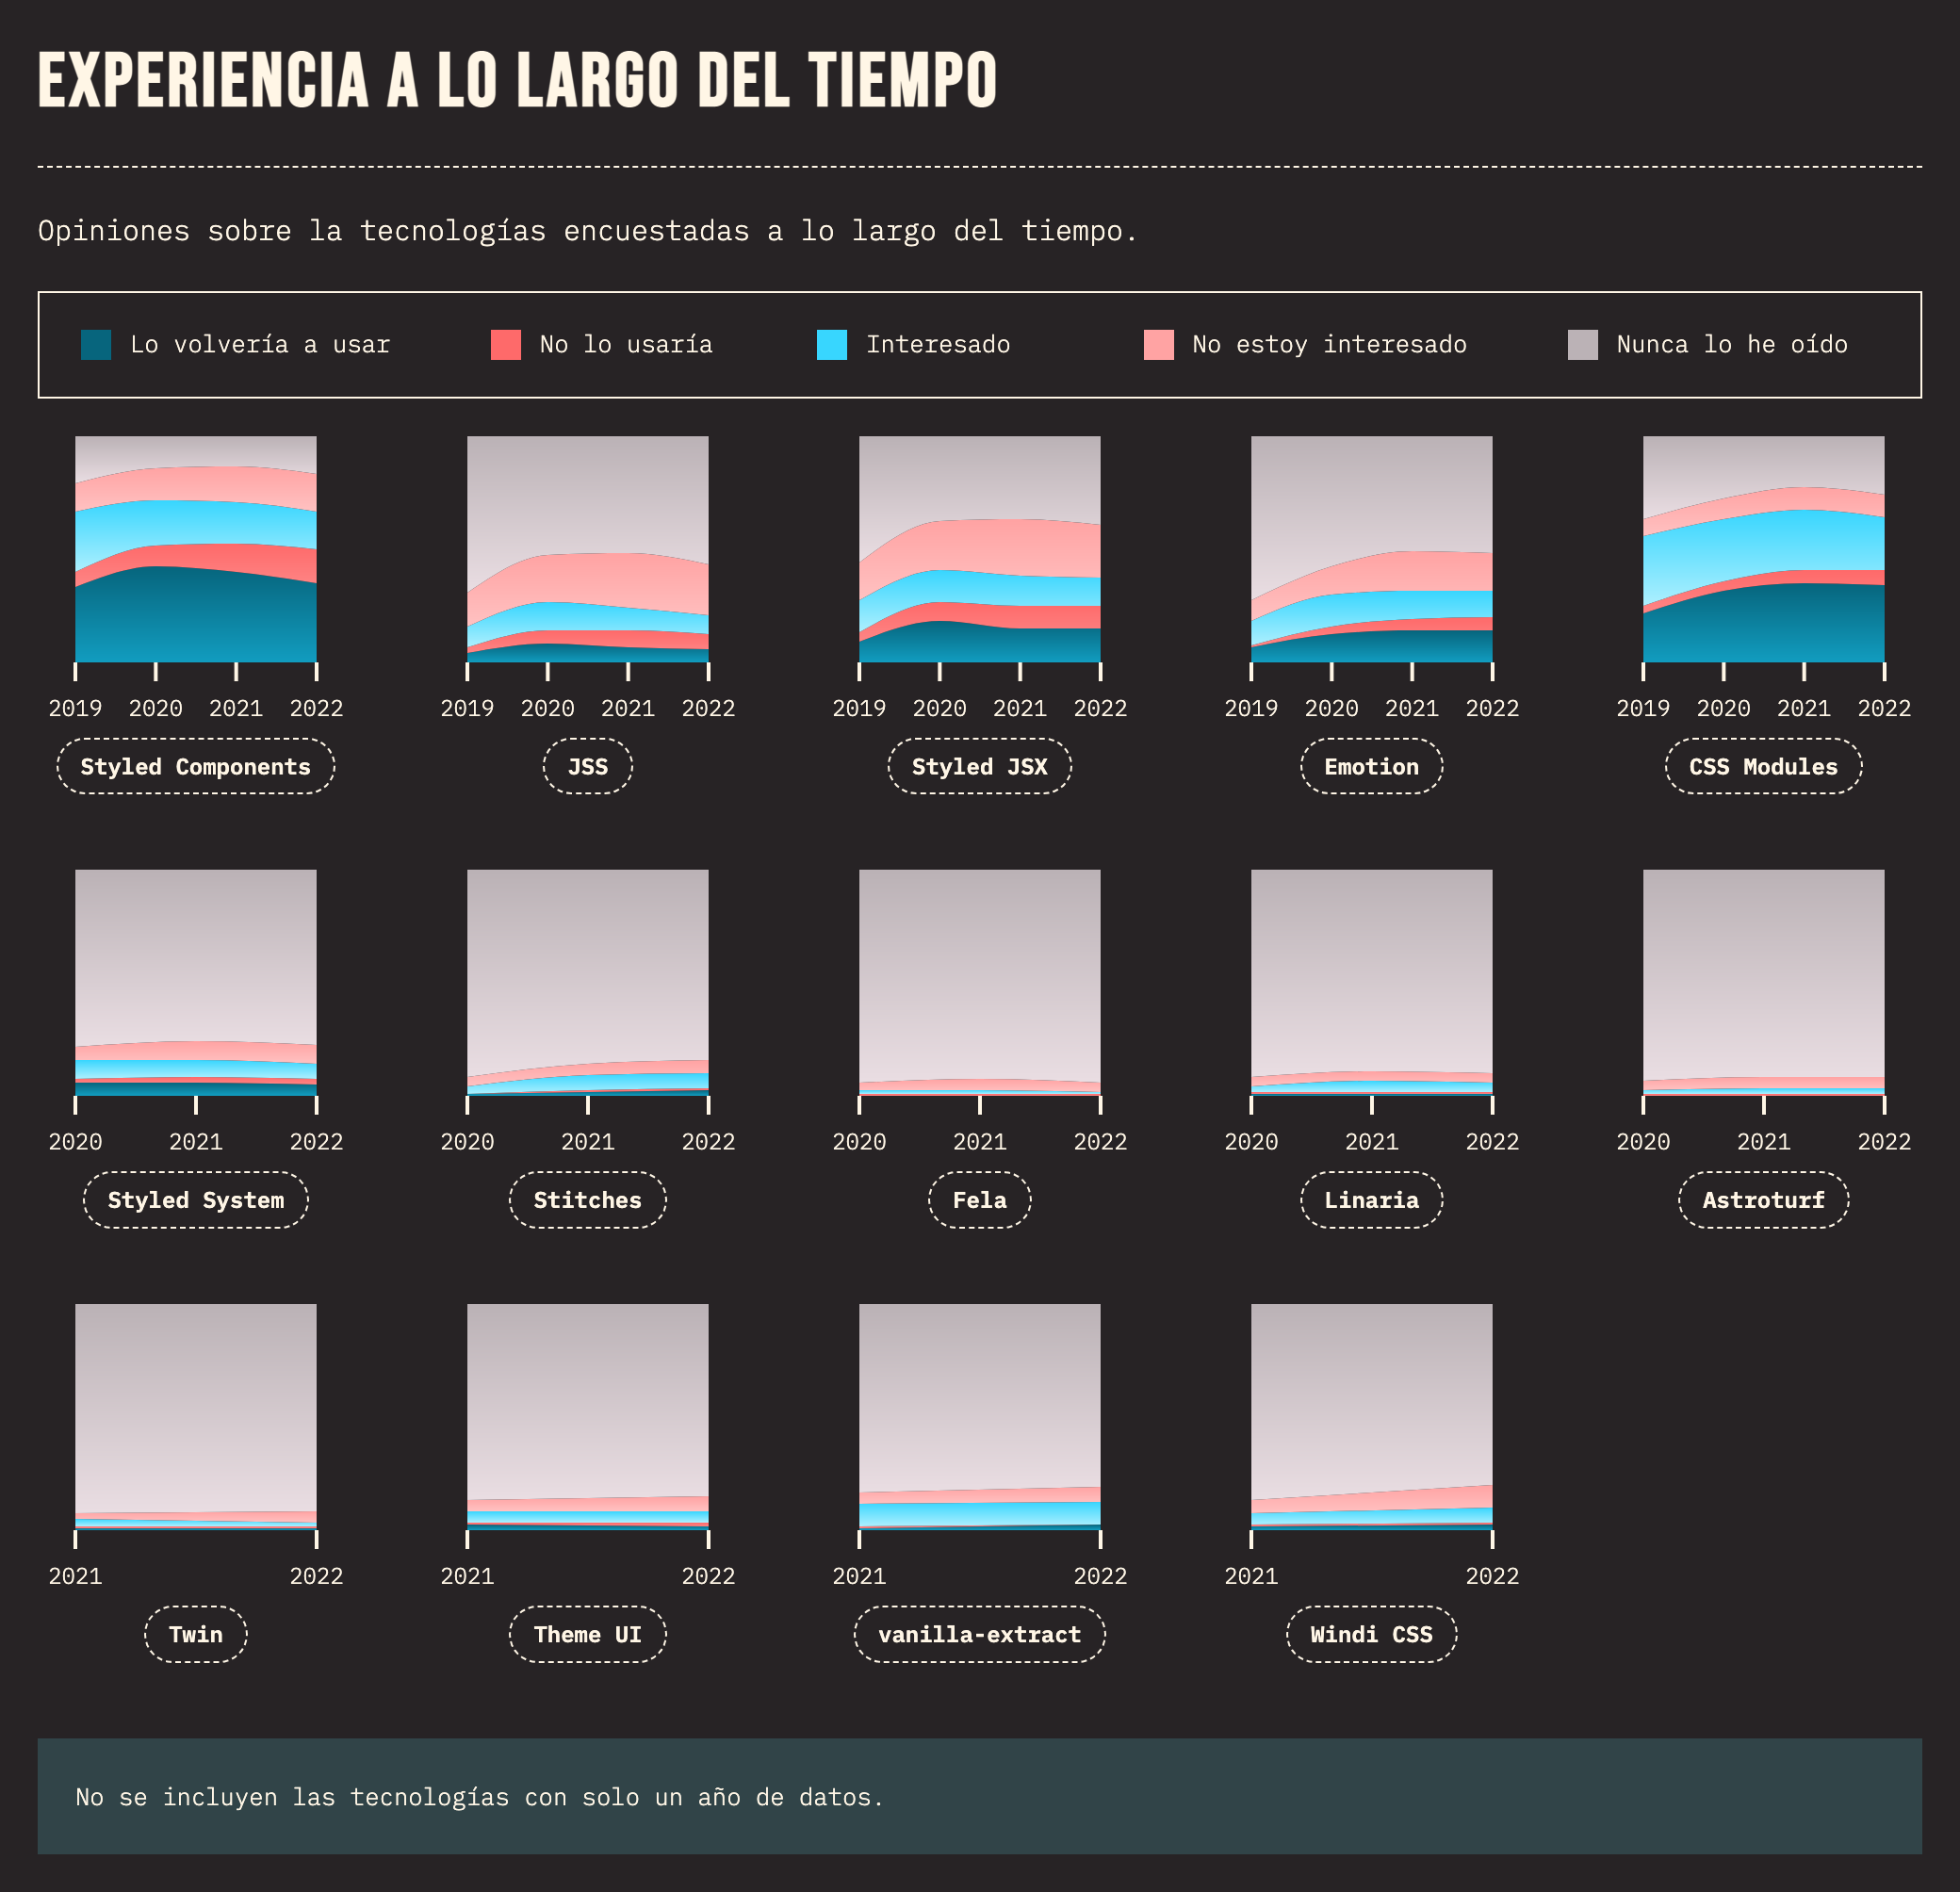 EXPERIENCIA A LO LARGO DEL TIEMPO
Opiniones sobre la tecnologías encuestadas a lo largo del tiempo.
Lo volvería a usar No lo usaría Interesado No estoy interesado Nunca lo he oído
2019 2020 2021 2022 2019 2020 2021 2022 2019 2020 2021 2022 2019 2020 2021 2022 2019 2020 2021 2022
Styled Components JSS Styled JSX Emotion CSS Modules
2020 2021 2022 2020 2021 2022 2020 2021 2022 2020 2021 2022 2020 2021 2022
Styled System Stitches Fela Linaria Astroturf
2021 2022 2021 2022 2021 2022 2021 2022
Twin Theme UI vanilla-extract Windi CSS
No se incluyen las tecnologías con solo un año de datos.